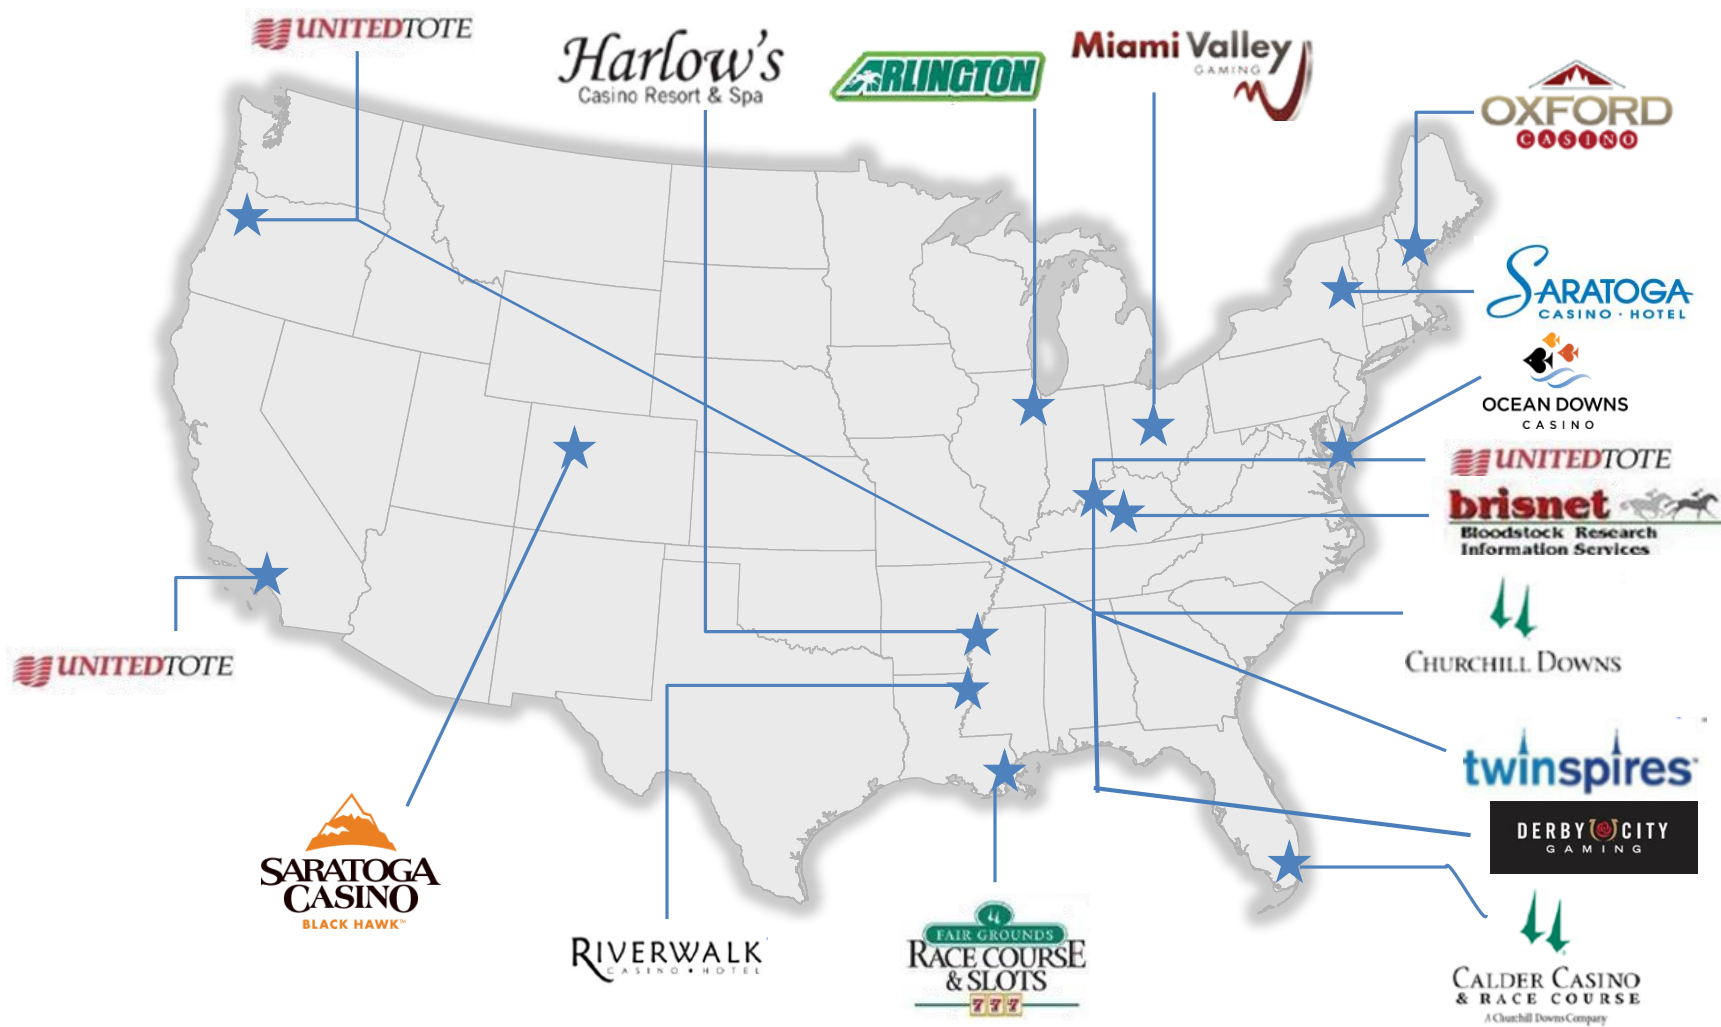 UNITEDTOTE
Harlow's
Casino Resort & Spa
ARLINGTON
Miami Valley
GAMING
OXFORD
CASINO
SARATOGA
CASINO · HOTEL
OCEAN DOWNS
CASINO
UNITEDTOTE
brisnet
Bloodstock Research
Information Services
CHURCHILL DOWNS
UNITEDTOTE
twinspires
DERBY CITY
GAMING
SARATOGA
CASINO
BLACK HAWK™
RIVERWALK
CASINO • HOTEL
FAIR GROUNDS
RACE COURSE
& SLOTS
777
CALDER CASINO
& RACE COURSE
A Churchill Downs Company